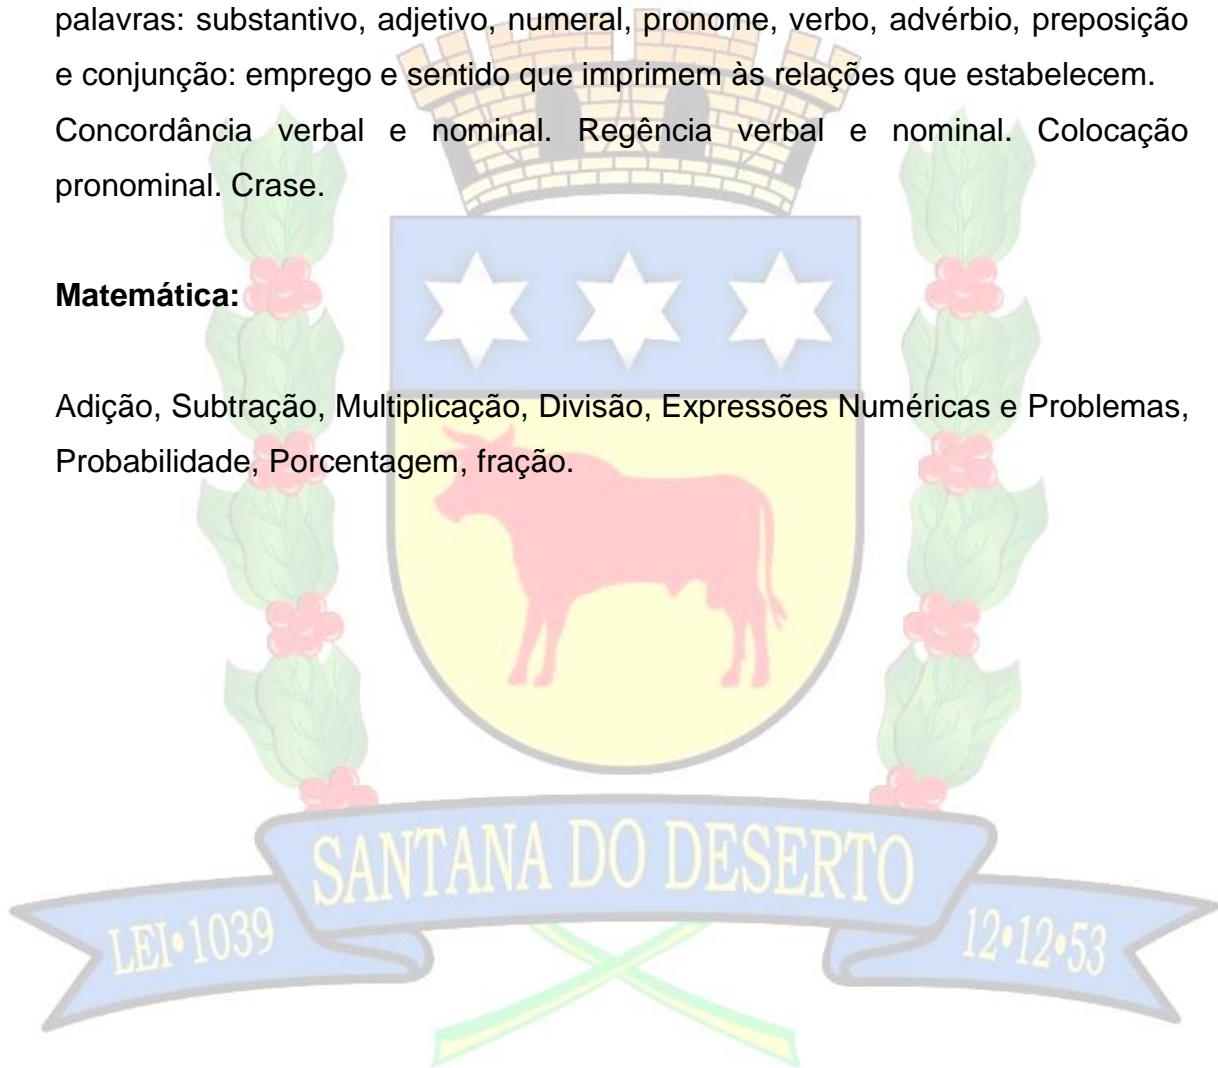 palavras: substantivo, adjetivo, numeral, pronome, verbo, advérbio, preposição
e conjunção: emprego e sentido que imprimem às relações que estabelecem.
Concordância verbal e nominal. Regência verbal e nominal. Colocação
pronominal. Crase.
Matemática:
Adição, Subtração, Multiplicação, Divisão, Expressões Numéricas e Problemas,
Probabilidade, Porcentagem, fração.
SANTANA DO DESERTO
LEI•1039
12•12•53